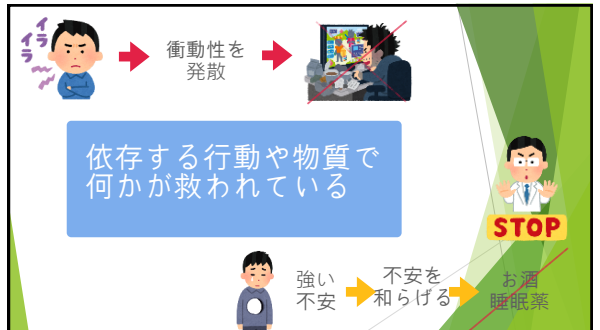 イライラ
衝動性を
発散
依存する行動や物質で
何かが救われている
STOP
強い
不安
不安を
和らげる
お酒
睡眠薬